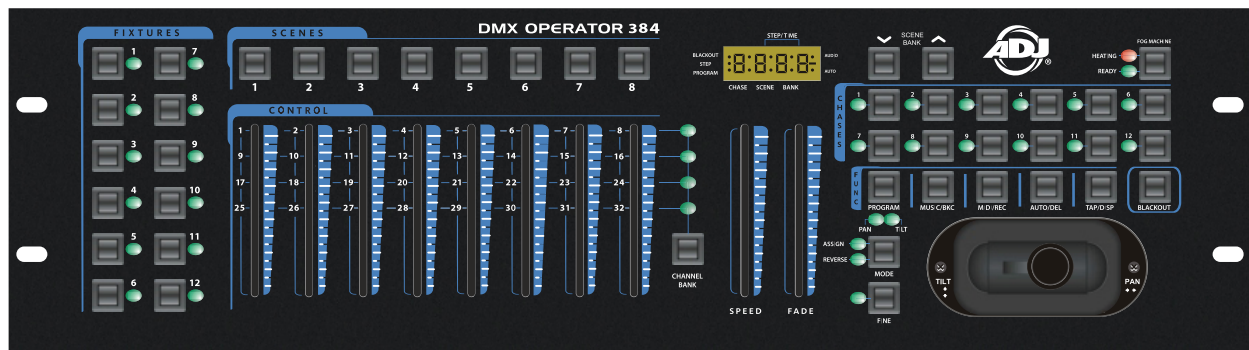 FIXTURES
1 7
2 8
3 9
4 10
5 11
6 12
SCENES
DMX OPERATOR 384
1 2 3 4 5 6 7 8
CONTROL
1 2 3 4 5 6 7 8
9 10 11 12 13 14 15 16
17 18 19 20 21 22 23 24
25 26 27 28 29 30 31 32
CHANNEL
BANK
STEP/TIME
BLACKOUT
STEP
PROGRAM
8:8:8:8:
AUDIO
AUTO
CHASE SCENE BANK
SPEED FADE
SCENE
BANK
ADJ
®
FOG MACHINE
HEATING
READY
CHASES
1 2 3 4 5 6
7 8 9 10 11 12
FUNC
PROGRAM MUSIC/BKC MIDI/REC AUTO/DEL TAP/DISP BLACKOUT
PAN TILT
ASSIGN
REVERSE
MODE
FINE
TILT
PAN